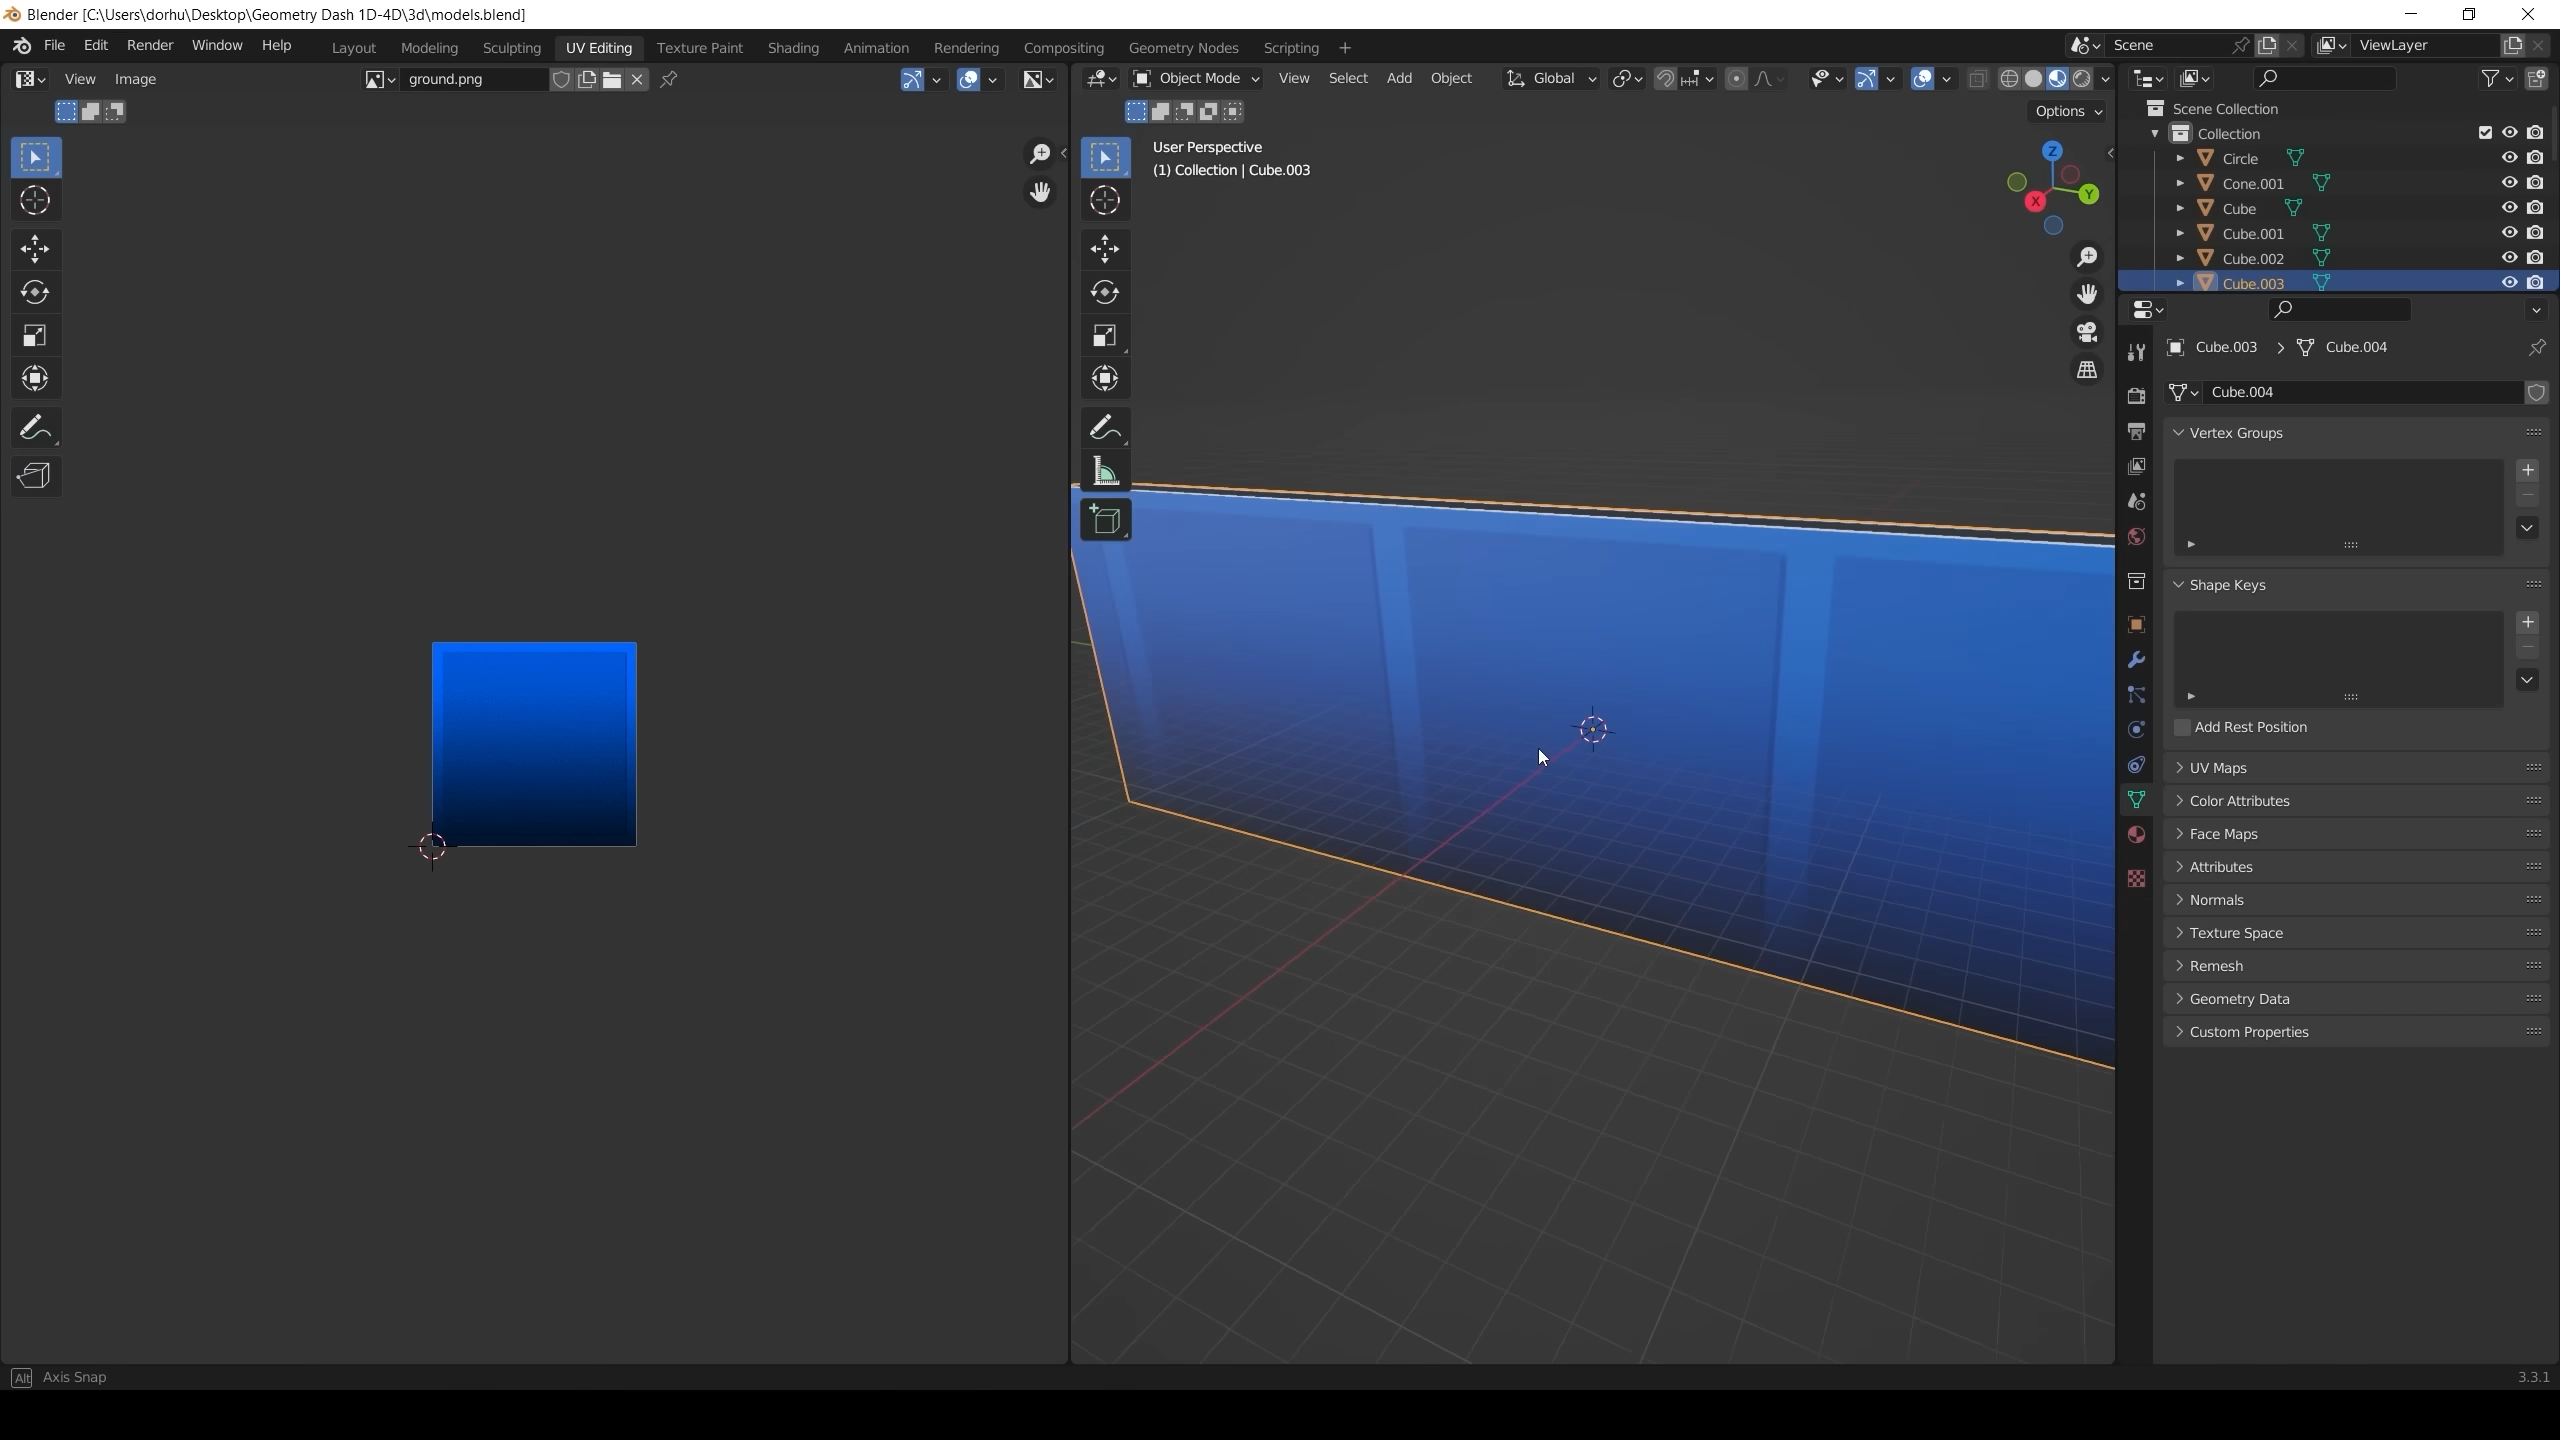 Blender [C:\Users\dorhu\Desktop\Geometry Dash 1D-4D\3d\models.blend]
File Edit Render Window Help Layout Modeling Sculpting UV Editing Texture Paint Shading Animation Rendering Compositing Geometry Nodes Scripting + Scene ViewLayer
View Image ground.png Object Mode View Select Add Object Global
Options
User Perspective
(1) Collection | Cube.003
Z
Y
X
Scene Collection
Collection
Circle
Cone.001
Cube
Cube.001
Cube.002
Cube.003
Cube.003 > Cube.004
Cube.004
Vertex Groups
Shape Keys
Add Rest Position
UV Maps
Color Attributes
Face Maps
Attributes
Normals
Texture Space
Remesh
Geometry Data
Custom Properties
Alt Axis Snap 3.3.1